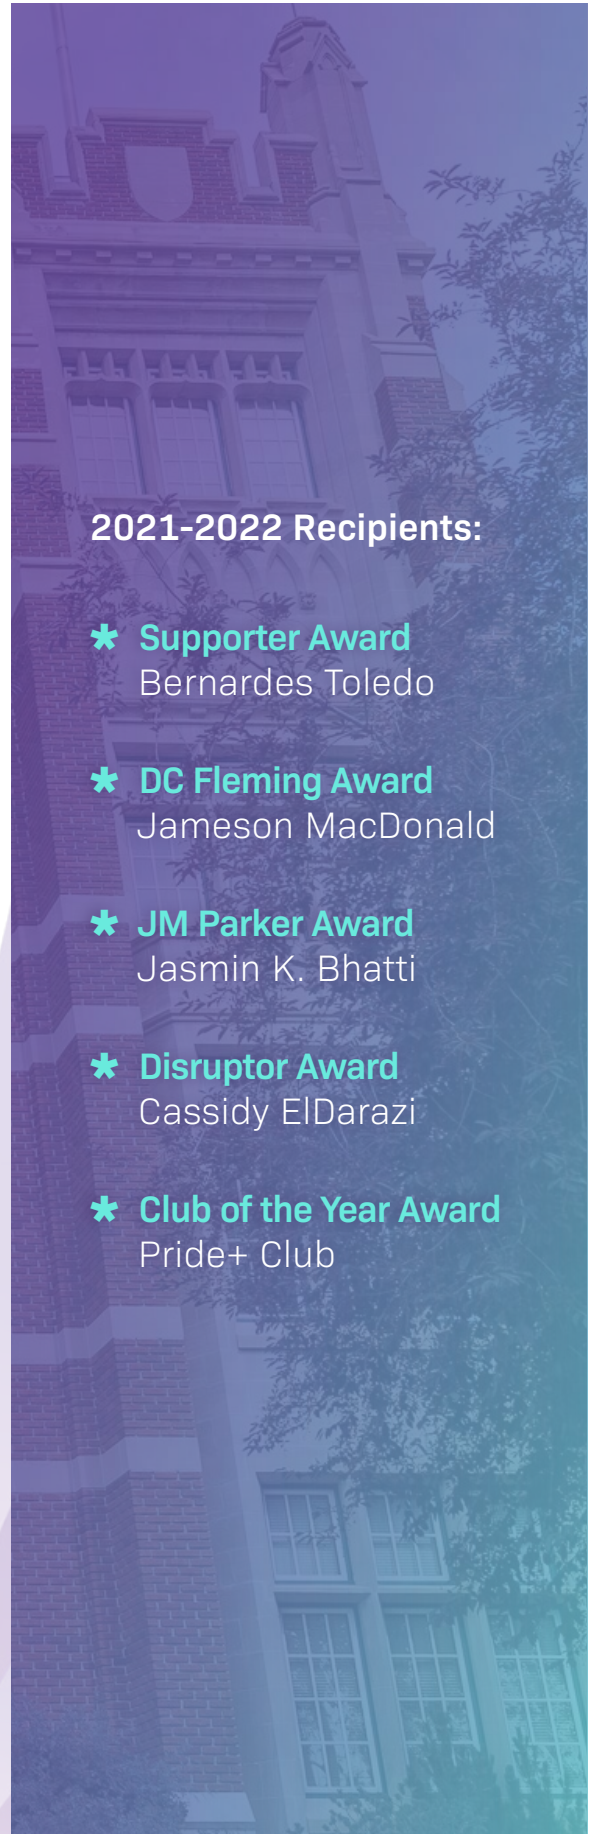 2021-2022 Recipients:
* Supporter Award
Bernardes Toledo
* DC Fleming Award
Jameson MacDonald
* JM Parker Award
Jasmin K. Bhatti
* Disruptor Award
Cassidy ElDarazi
* Club of the Year Award
Pride+ Club